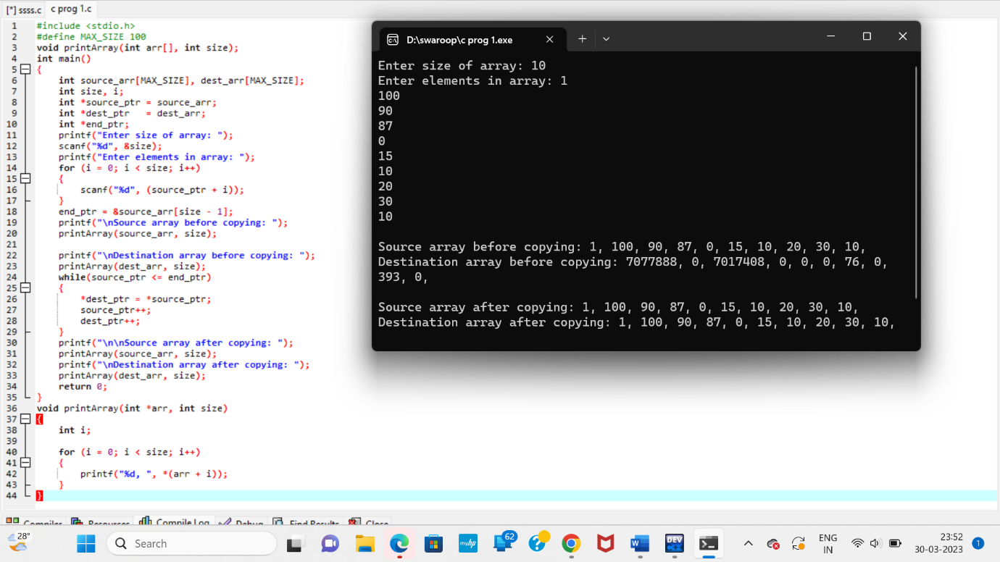 [*] ssss.c c prog 1.c
1 #include <stdio.h>
2 #define MAX_SIZE 100
3 void printArray(int arr[], int size);
4 int main()
5 {
6 int source_arr[MAX_SIZE], dest_arr[MAX_SIZE];
7 int size, i;
8 int *source_ptr = source_arr;
9 int *dest_ptr   = dest_arr;
10 int *end_ptr;
11 printf("Enter size of array: ");
12 scanf("%d", &size);
13 printf("Enter elements in array: ");
14 for (i = 0; i < size; i++)
15 {
16 scanf("%d", (source_ptr + i));
17 }
18 end_ptr = &source_arr[size - 1];
19 printf("\nSource array before copying: ");
20 printArray(source_arr, size);
21
22 printf("\nDestination array before copying: ");
23 printArray(dest_arr, size);
24 while(source_ptr <= end_ptr)
25 {
26 *dest_ptr = *source_ptr;
27 source_ptr++;
28 dest_ptr++;
29 }
30 printf("\n\nSource array after copying: ");
31 printArray(source_arr, size);
32 printf("\nDestination array after copying: ");
33 printArray(dest_arr, size);
34 return 0;
35 }
36 void printArray(int *arr, int size)
37 {
38 int i;
39
40 for (i = 0; i < size; i++)
41 {
42 printf("%d, ", *(arr + i));
43 }
44 }
D:\swaroop\c prog 1.exe
Enter size of array: 10
Enter elements in array: 1
100
90
87
0
15
10
20
30
10
Source array before copying: 1, 100, 90, 87, 0, 15, 10, 20, 30, 10,
Destination array before copying: 7077888, 0, 7017408, 0, 0, 0, 76, 0,
393, 0,
Source array after copying: 1, 100, 90, 87, 0, 15, 10, 20, 30, 10,
Destination array after copying: 1, 100, 90, 87, 0, 15, 10, 20, 30, 10,
Compiler Resources Compile Log Debug Find Results Close
28°
Search
myhp
62
W
DEV
C++
ENG
IN
23:52
30-03-2023
1